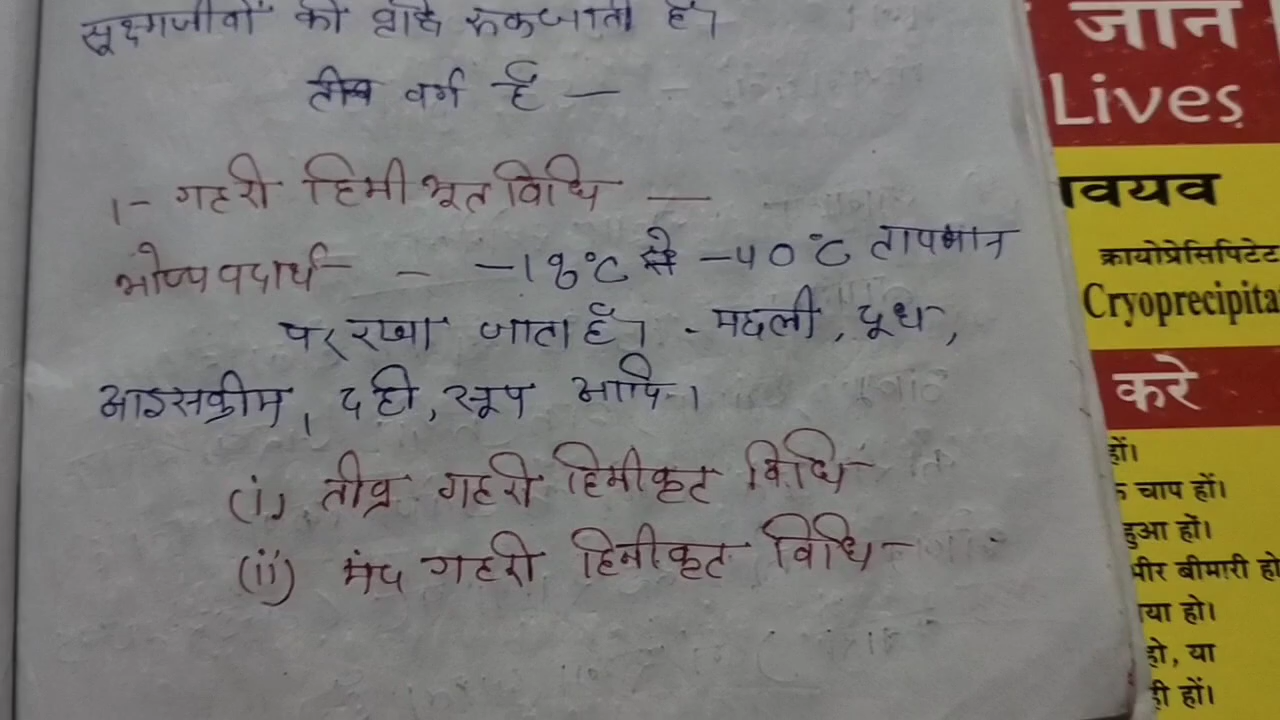 सूक्ष्मजीवों की वृद्धि रुकजाती है।
तीन वर्ग हैं —
1- गहरी हिमीभूत विधि —
भोज्य पदार्थ - -18°C से -40°C तापमान
पर रखा जाता है। - मछली, दूध,
आइसक्रीम, दही, सूप आदि।
(i) तीव्र गहरी हिमीकृत विधि
(ii) मंद गहरी हिमीकृत विधि
जान
Lives
वयव
क्रायोप्रेसिपिटेट
Cryoprecipita
करे
हों।
चाप हों।
हुआ हों।
बीमारी हो
या हो।
हो, या
ही हों।